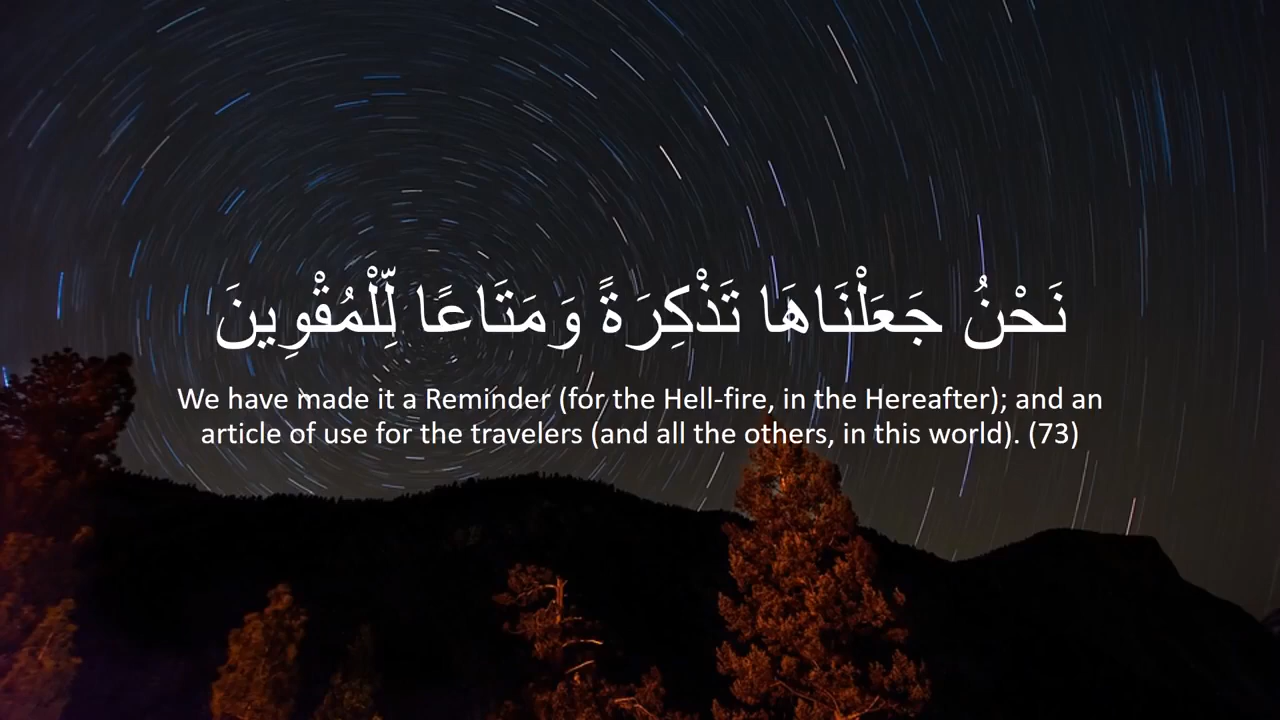 نَحْنُ جَعَلْنَاهَا تَذْكِرَةً وَمَتَاعًا لِّلْمُقْوِينَ
We have made it a Reminder (for the Hell-fire, in the Hereafter); and an
article of use for the travelers (and all the others, in this world). (73)